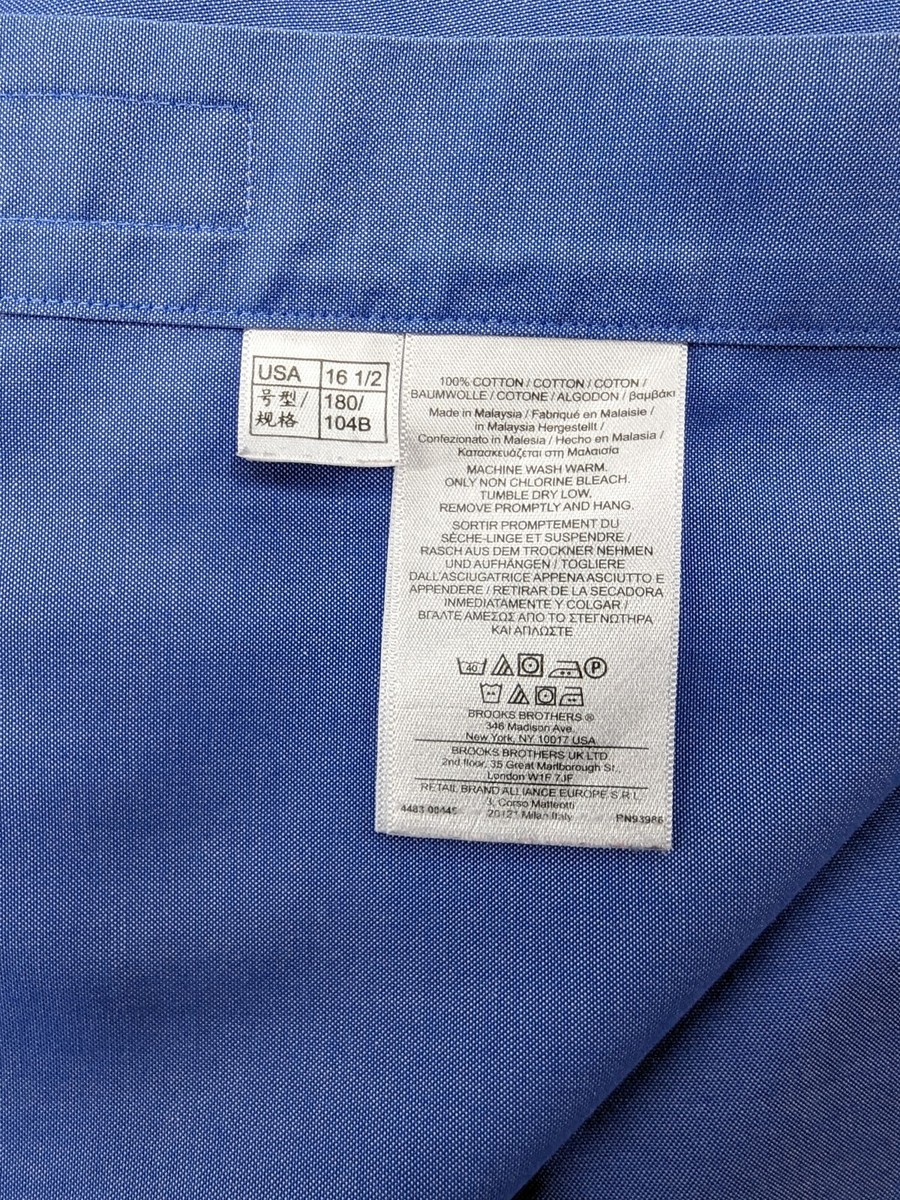 USA 16 1/2
号型/ 180/
规格 104B
100% COTTON / COTTON / COTON /
BAUMWOLLE / COTONE / ALGODON / βαμβάκι
Made in Malaysia / Fabriqué en Malaisie /
in Malaysia Hergestellt /
Confezionato in Malesia / Hecho en Malasia /
Κατασκευάζεται στη Μαλαισία
MACHINE WASH WARM.
ONLY NON CHLORINE BLEACH.
TUMBLE DRY LOW.
REMOVE PROMPTLY AND HANG.
SORTIR PROMPTEMENT DU
SÈCHE-LINGE ET SUSPENDRE /
RASCH AUS DEM TROCKNER NEHMEN
UND AUFHÄNGEN / TOGLIERE
DALL'ASCIUGATRICE APPENA ASCIUTTO E
APPENDERE / RETIRAR DE LA SECADORA
INMEDIATAMENTE Y COLGAR /
ΒΓΑΛΤΕ ΑΜΕΣΩΣ ΑΠΟ ΤΟ ΣΤΕΓΝΩΤΗΡΑ
ΚΑΙ ΑΠΛΩΣΤΕ
40 P
BROOKS BROTHERS ®
346 Madison Ave.
New York, NY 10017 USA
BROOKS BROTHERS UK LTD
2nd floor, 35 Great Marlborough St.,
London W1F 7JF
RETAIL BRAND ALLIANCE EUROPE S.R.L.
3, Corso Matteotti
4483 00445 20121 Milan Italy PN93986